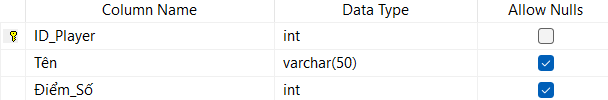 Column Name Data Type Allow Nulls
ID_Player int
Tên varchar(50)
Điểm_Số int